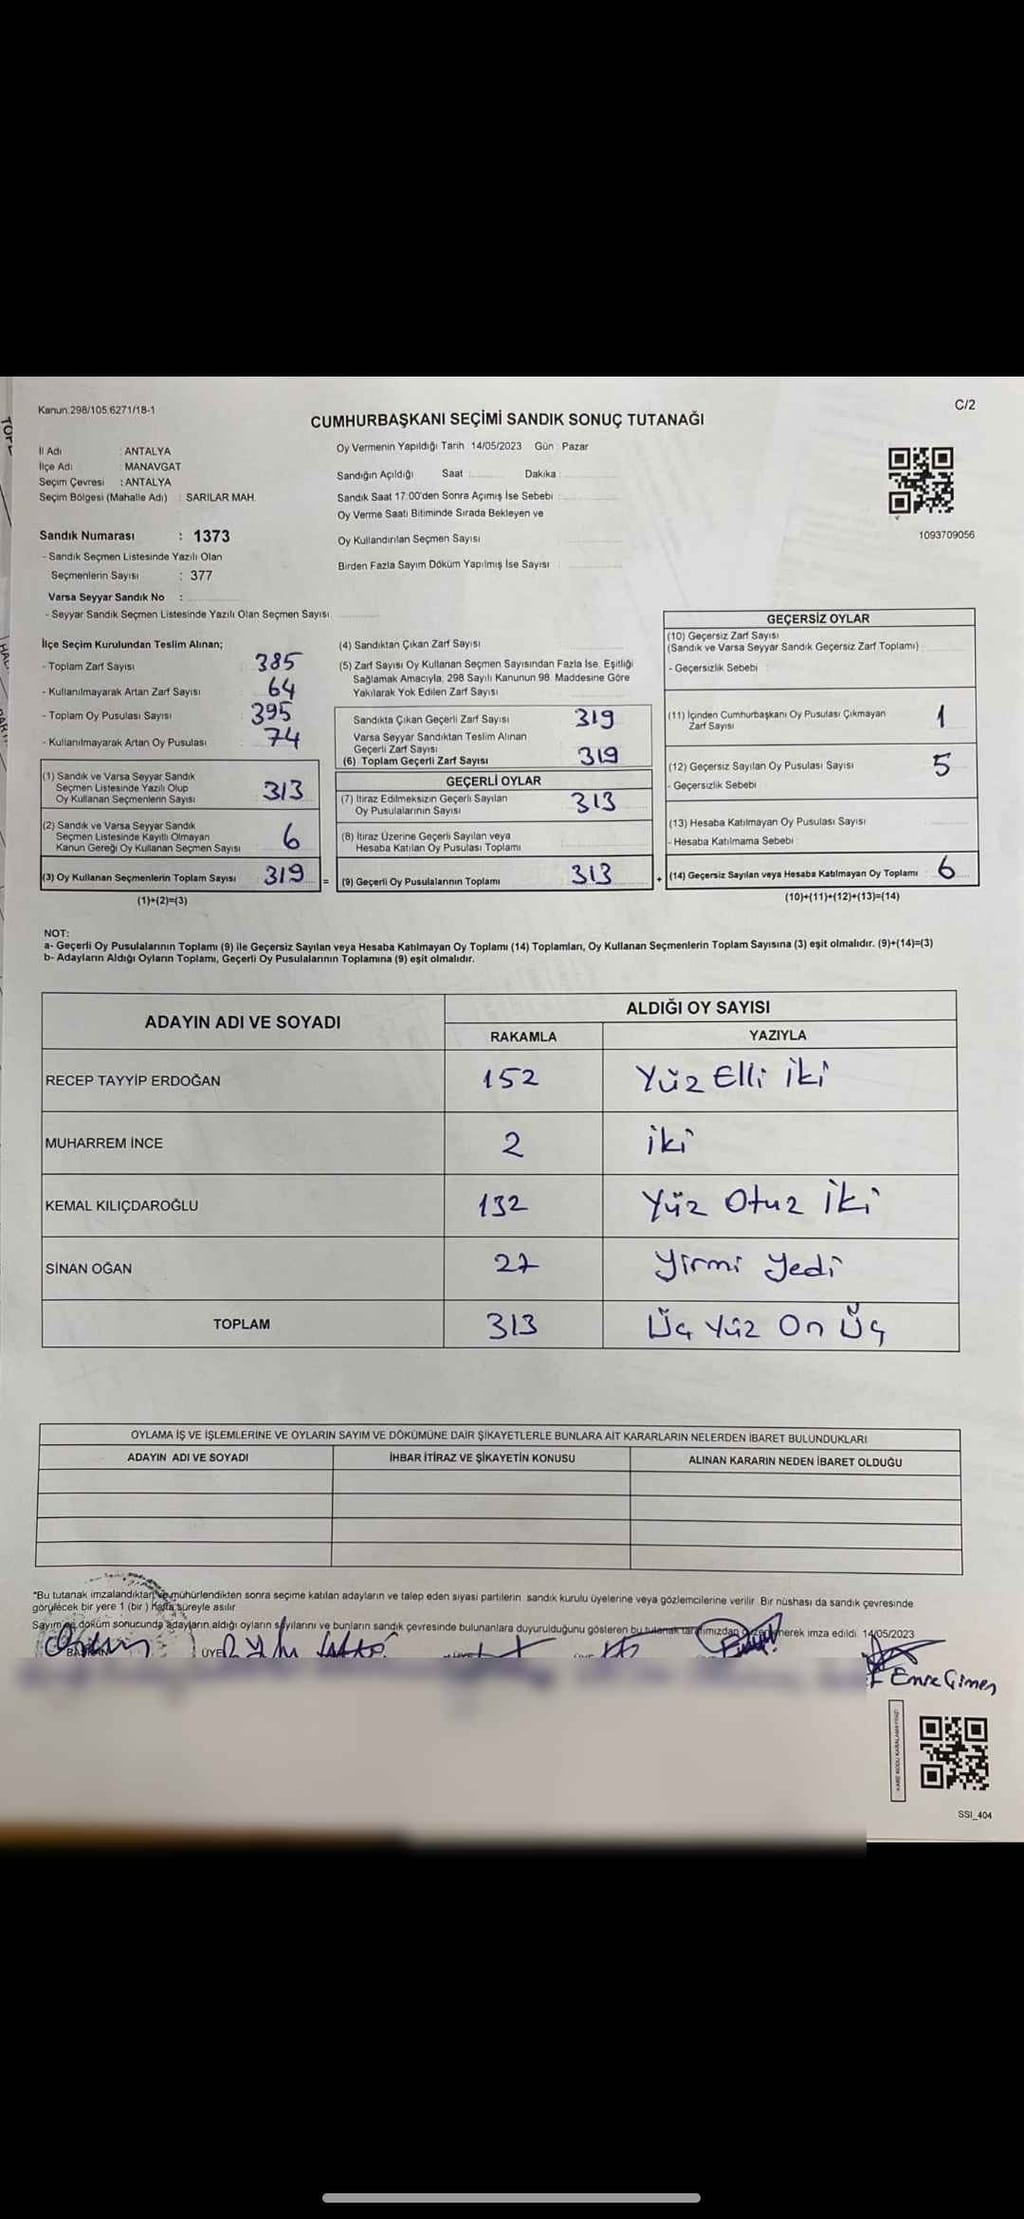 Kanun.298/105.6271/18-1
C/2
CUMHURBAŞKANI SEÇİMİ SANDIK SONUÇ TUTANAĞI
İl Adı : ANTALYA
İlçe Adı : MANAVGAT
Seçim Çevresi : ANTALYA
Seçim Bölgesi (Mahalle Adı) : SARILAR MAH.
Oy Vermenin Yapıldığı Tarih 14/05/2023 Gün : Pazar
Sandığın Açıldığı Saat : Dakika :
Sandık Saat 17:00'den Sonra Açımış İse Sebebi :
Oy Verme Saati Bitiminde Sırada Bekleyen ve
Oy Kullandırılan Seçmen Sayısı
Birden Fazla Sayım Döküm Yapılmış İse Sayısı
1093709056
Sandık Numarası : 1373
- Sandık Seçmen Listesinde Yazılı Olan
Seçmenlerin Sayısı : 377
Varsa Seyyar Sandık No :
- Seyyar Sandık Seçmen Listesinde Yazılı Olan Seçmen Sayısı
İlçe Seçim Kurulundan Teslim Alınan;
- Toplam Zarf Sayısı 385
- Kullanılmayarak Artan Zarf Sayısı 64
- Toplam Oy Pusulası Sayısı 395
- Kullanılmayarak Artan Oy Pusulası 74
(1) Sandık ve Varsa Seyyar Sandık
Seçmen Listesinde Yazılı Olup
Oy Kullanan Seçmenlerin Sayısı 313
(2) Sandık ve Varsa Seyyar Sandık
Seçmen Listesinde Kayıtlı Olmayan
Kanun Gereği Oy Kullanan Seçmen Sayısı 6
(3) Oy Kullanan Seçmenlerin Toplam Sayısı 319 =
(1)+(2)=(3)
(4) Sandıktan Çıkan Zarf Sayısı
(5) Zarf Sayısı Oy Kullanan Seçmen Sayısından Fazla İse, Eşitliği
Sağlamak Amacıyla, 298 Sayılı Kanunun 98. Maddesine Göre
Yakılarak Yok Edilen Zarf Sayısı
Sandıkta Çıkan Geçerli Zarf Sayısı 319
Varsa Seyyar Sandıktan Teslim Alınan
Geçerli Zarf Sayısı
(6) Toplam Geçerli Zarf Sayısı 319
GEÇERLİ OYLAR
(7) İtiraz Edilmeksizin Geçerli Sayılan
Oy Pusulalarının Sayısı 313
(8) İtiraz Üzerine Geçerli Sayılan veya
Hesaba Katılan Oy Pusulası Toplamı
(9) Geçerli Oy Pusulalarının Toplamı 313 +
GEÇERSİZ OYLAR
(10) Geçersiz Zarf Sayısı
(Sandık ve Varsa Seyyar Sandık Geçersiz Zarf Toplamı)
- Geçersizlik Sebebi
(11) İçinden Cumhurbaşkanı Oy Pusulası Çıkmayan
Zarf Sayısı 1
(12) Geçersiz Sayılan Oy Pusulası Sayısı 5
- Geçersizlik Sebebi
(13) Hesaba Katılmayan Oy Pusulası Sayısı
- Hesaba Katılmama Sebebi
(14) Geçersiz Sayılan veya Hesaba Katılmayan Oy Toplamı 6
(10)+(11)+(12)+(13)=(14)
NOT:
a- Geçerli Oy Pusulalarının Toplamı (9) ile Geçersiz Sayılan veya Hesaba Katılmayan Oy Toplamı (14) Toplamları, Oy Kullanan Seçmenlerin Toplam Sayısına (3) eşit olmalıdır. (9)+(14)=(3)
b- Adayların Aldığı Oyların Toplamı, Geçerli Oy Pusulalarının Toplamına (9) eşit olmalıdır.
ADAYIN ADI VE SOYADI
ALDIĞI OY SAYISI
RAKAMLA YAZIYLA
RECEP TAYYİP ERDOĞAN 152 Yüz Elli iki
MUHARREM İNCE 2 iki
KEMAL KILIÇDAROĞLU 132 Yüz Otuz İki
SİNAN OĞAN 27 Yirmi Yedi
TOPLAM 313 Üç Yüz On Üç
OYLAMA İŞ VE İŞLEMLERİNE VE OYLARIN SAYIM VE DÖKÜMÜNE DAİR ŞİKAYETLERLE BUNLARA AİT KARARLARIN NELERDEN İBARET BULUNDUKLARI
ADAYIN ADI VE SOYADI İHBAR İTİRAZ VE ŞİKAYETİN KONUSU ALINAN KARARIN NEDEN İBARET OLDUĞU
*Bu tutanak imzalandıktan ve mühürlendikten sonra seçime katılan adayların ve talep eden siyasi partilerin sandık kurulu üyelerine veya gözlemcilerine verilir. Bir nüshası da sandık çevresinde
görülecek bir yere 1 (bir) hafta süreyle asılır.
Sayım ve döküm sonucunda adayların aldığı oyların sayılarını ve bunların sandık çevresinde bulunanlara duyurulduğunu gösteren bu tutanak tarafımızdan düzenlenerek imza edildi. 14/05/2023
BAŞKAN ÜYE
Emre Gimen
SSI_404